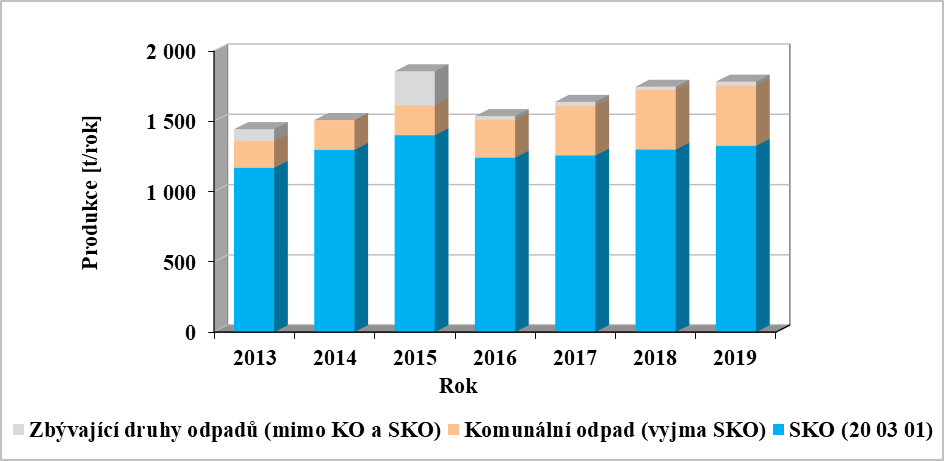 Produkce [t/rok]
2 000
1 500
1 000
500
0
2013 2014 2015 2016 2017 2018 2019
Rok
Zbývající druhy odpadů (mimo KO a SKO) Komunální odpad (vyjma SKO) SKO (20 03 01)